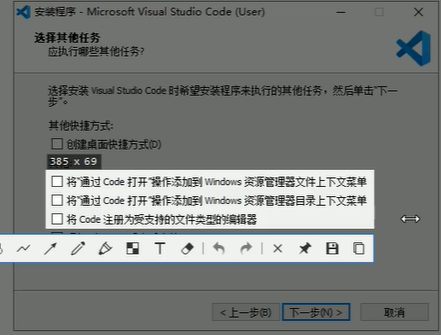 安装程序 - Microsoft Visual Studio Code (User)
选择其他任务
应执行哪些其他任务?
选择安装 Visual Studio Code 时希望安装程序来执行的其他任务，然后单击"下一
步"。
其他快捷方式:
创建桌面快捷方式(D)
385 x 69
将"通过 Code 打开"操作添加到 Windows 资源管理器文件上下文菜单
将"通过 Code 打开"操作添加到 Windows 资源管理器目录上下文菜单
将 Code 注册为受支持的文件类型的编辑器
T
< 上一步(B)
下一步(N) >
取消